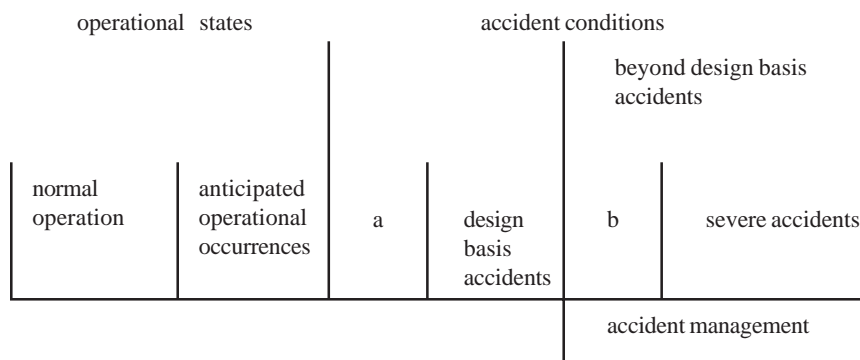 operational states
accident conditions
beyond design basis
accidents
normal
operation
anticipated
operational
occurrences
a
design
basis
accidents
b
severe accidents
accident management